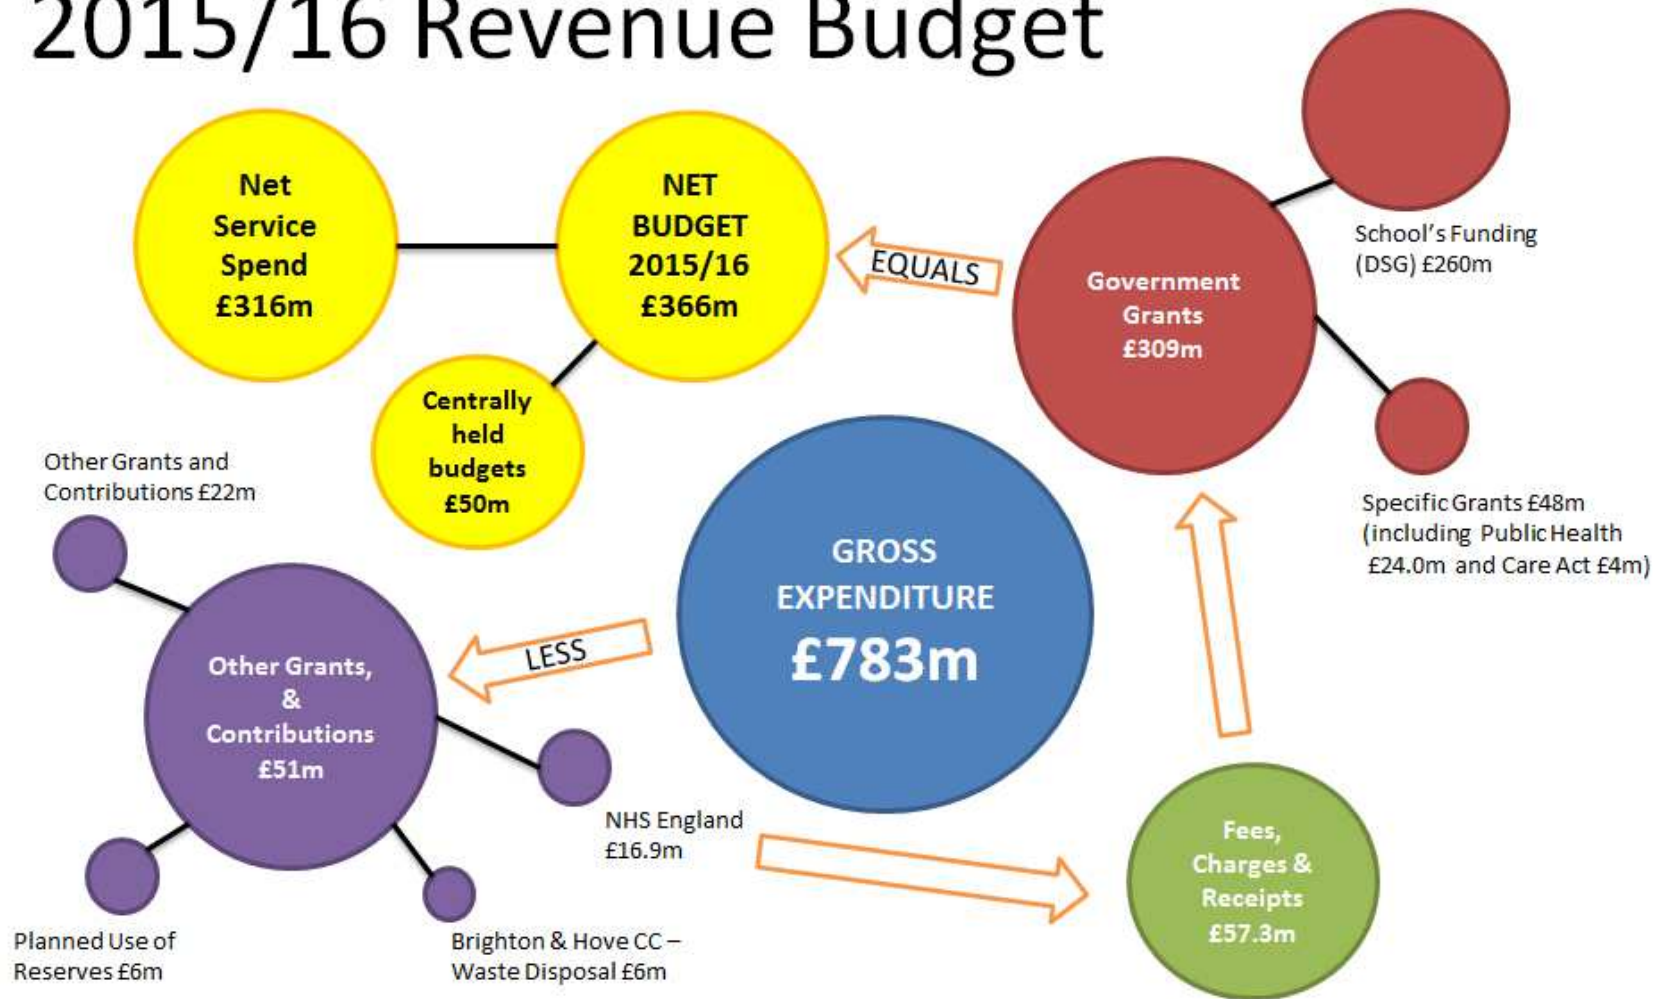 2015/16 Revenue Budget
Net
Service
Spend
£316m
NET
BUDGET
2015/16
£366m
EQUALS
Government
Grants
£309m
School's Funding
(DSG) £260m
Specific Grants £48m
(including Public Health
£24.0m and Care Act £4m)
Centrally
held
budgets
£50m
Other Grants and
Contributions £22m
GROSS
EXPENDITURE
£783m
LESS
Other Grants,
&
Contributions
£51m
NHS England
£16.9m
Fees,
Charges &
Receipts
£57.3m
Planned Use of
Reserves £6m
Brighton & Hove CC –
Waste Disposal £6m